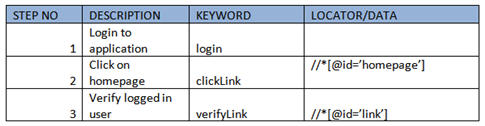 STEP NO DESCRIPTION KEYWORD LOCATOR/DATA
Login to
1 application login
Click on //*[@id=’homepage’]
2 homepage clickLink
Verify logged in
3 user verifyLink //*[@id=’link’]